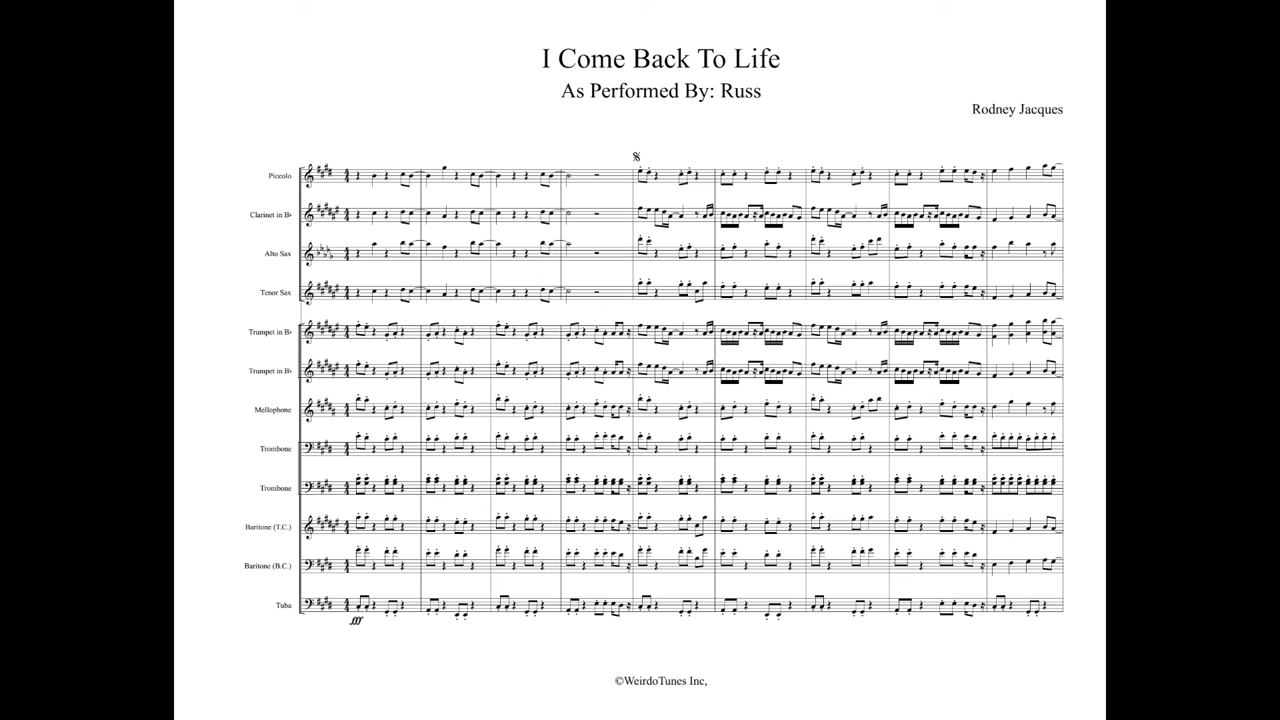 I Come Back To Life
As Performed By: Russ
Rodney Jacques
Piccolo
Clarinet in B♭
Alto Sax
Tenor Sax
Trumpet in B♭
Trumpet in B♭
Mellophone
Trombone
Trombone
Baritone (T.C.)
Baritone (B.C.)
Tuba
fff
©WeirdoTunes Inc,